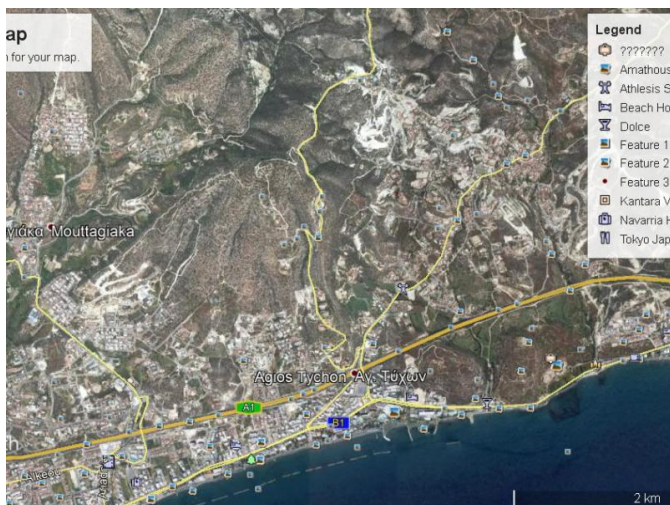 ap
n for your map.
Legend
???????
Amathous
Athlesis S
Beach Ho
Dolce
Feature 1
Feature 2
Feature 3
Kantara V
Navarria H
Tokyo Jap
γιάκα Mouttagiaka
Agios Tychon Αγ. Τύχων
A1
B1
2 km